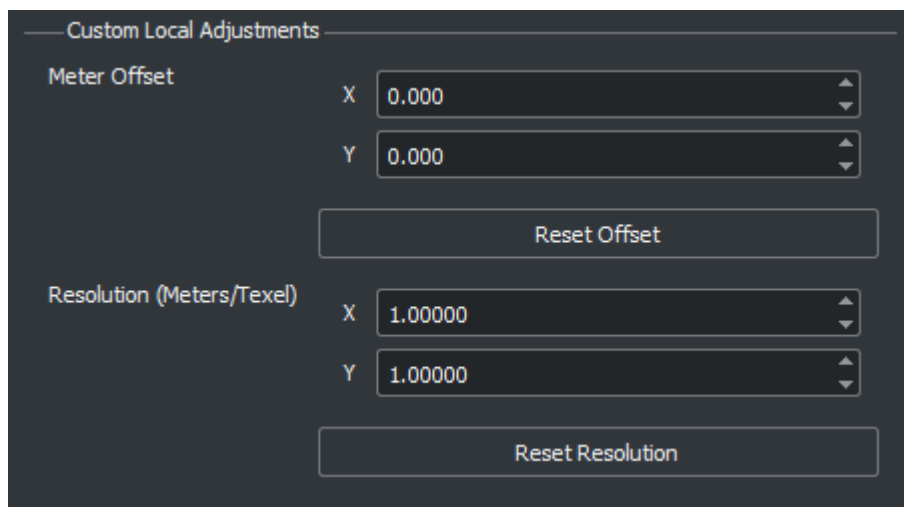 Custom Local Adjustments
Meter Offset
X 0.000
Y 0.000
Reset Offset
Resolution (Meters/Texel)
X 1.00000
Y 1.00000
Reset Resolution